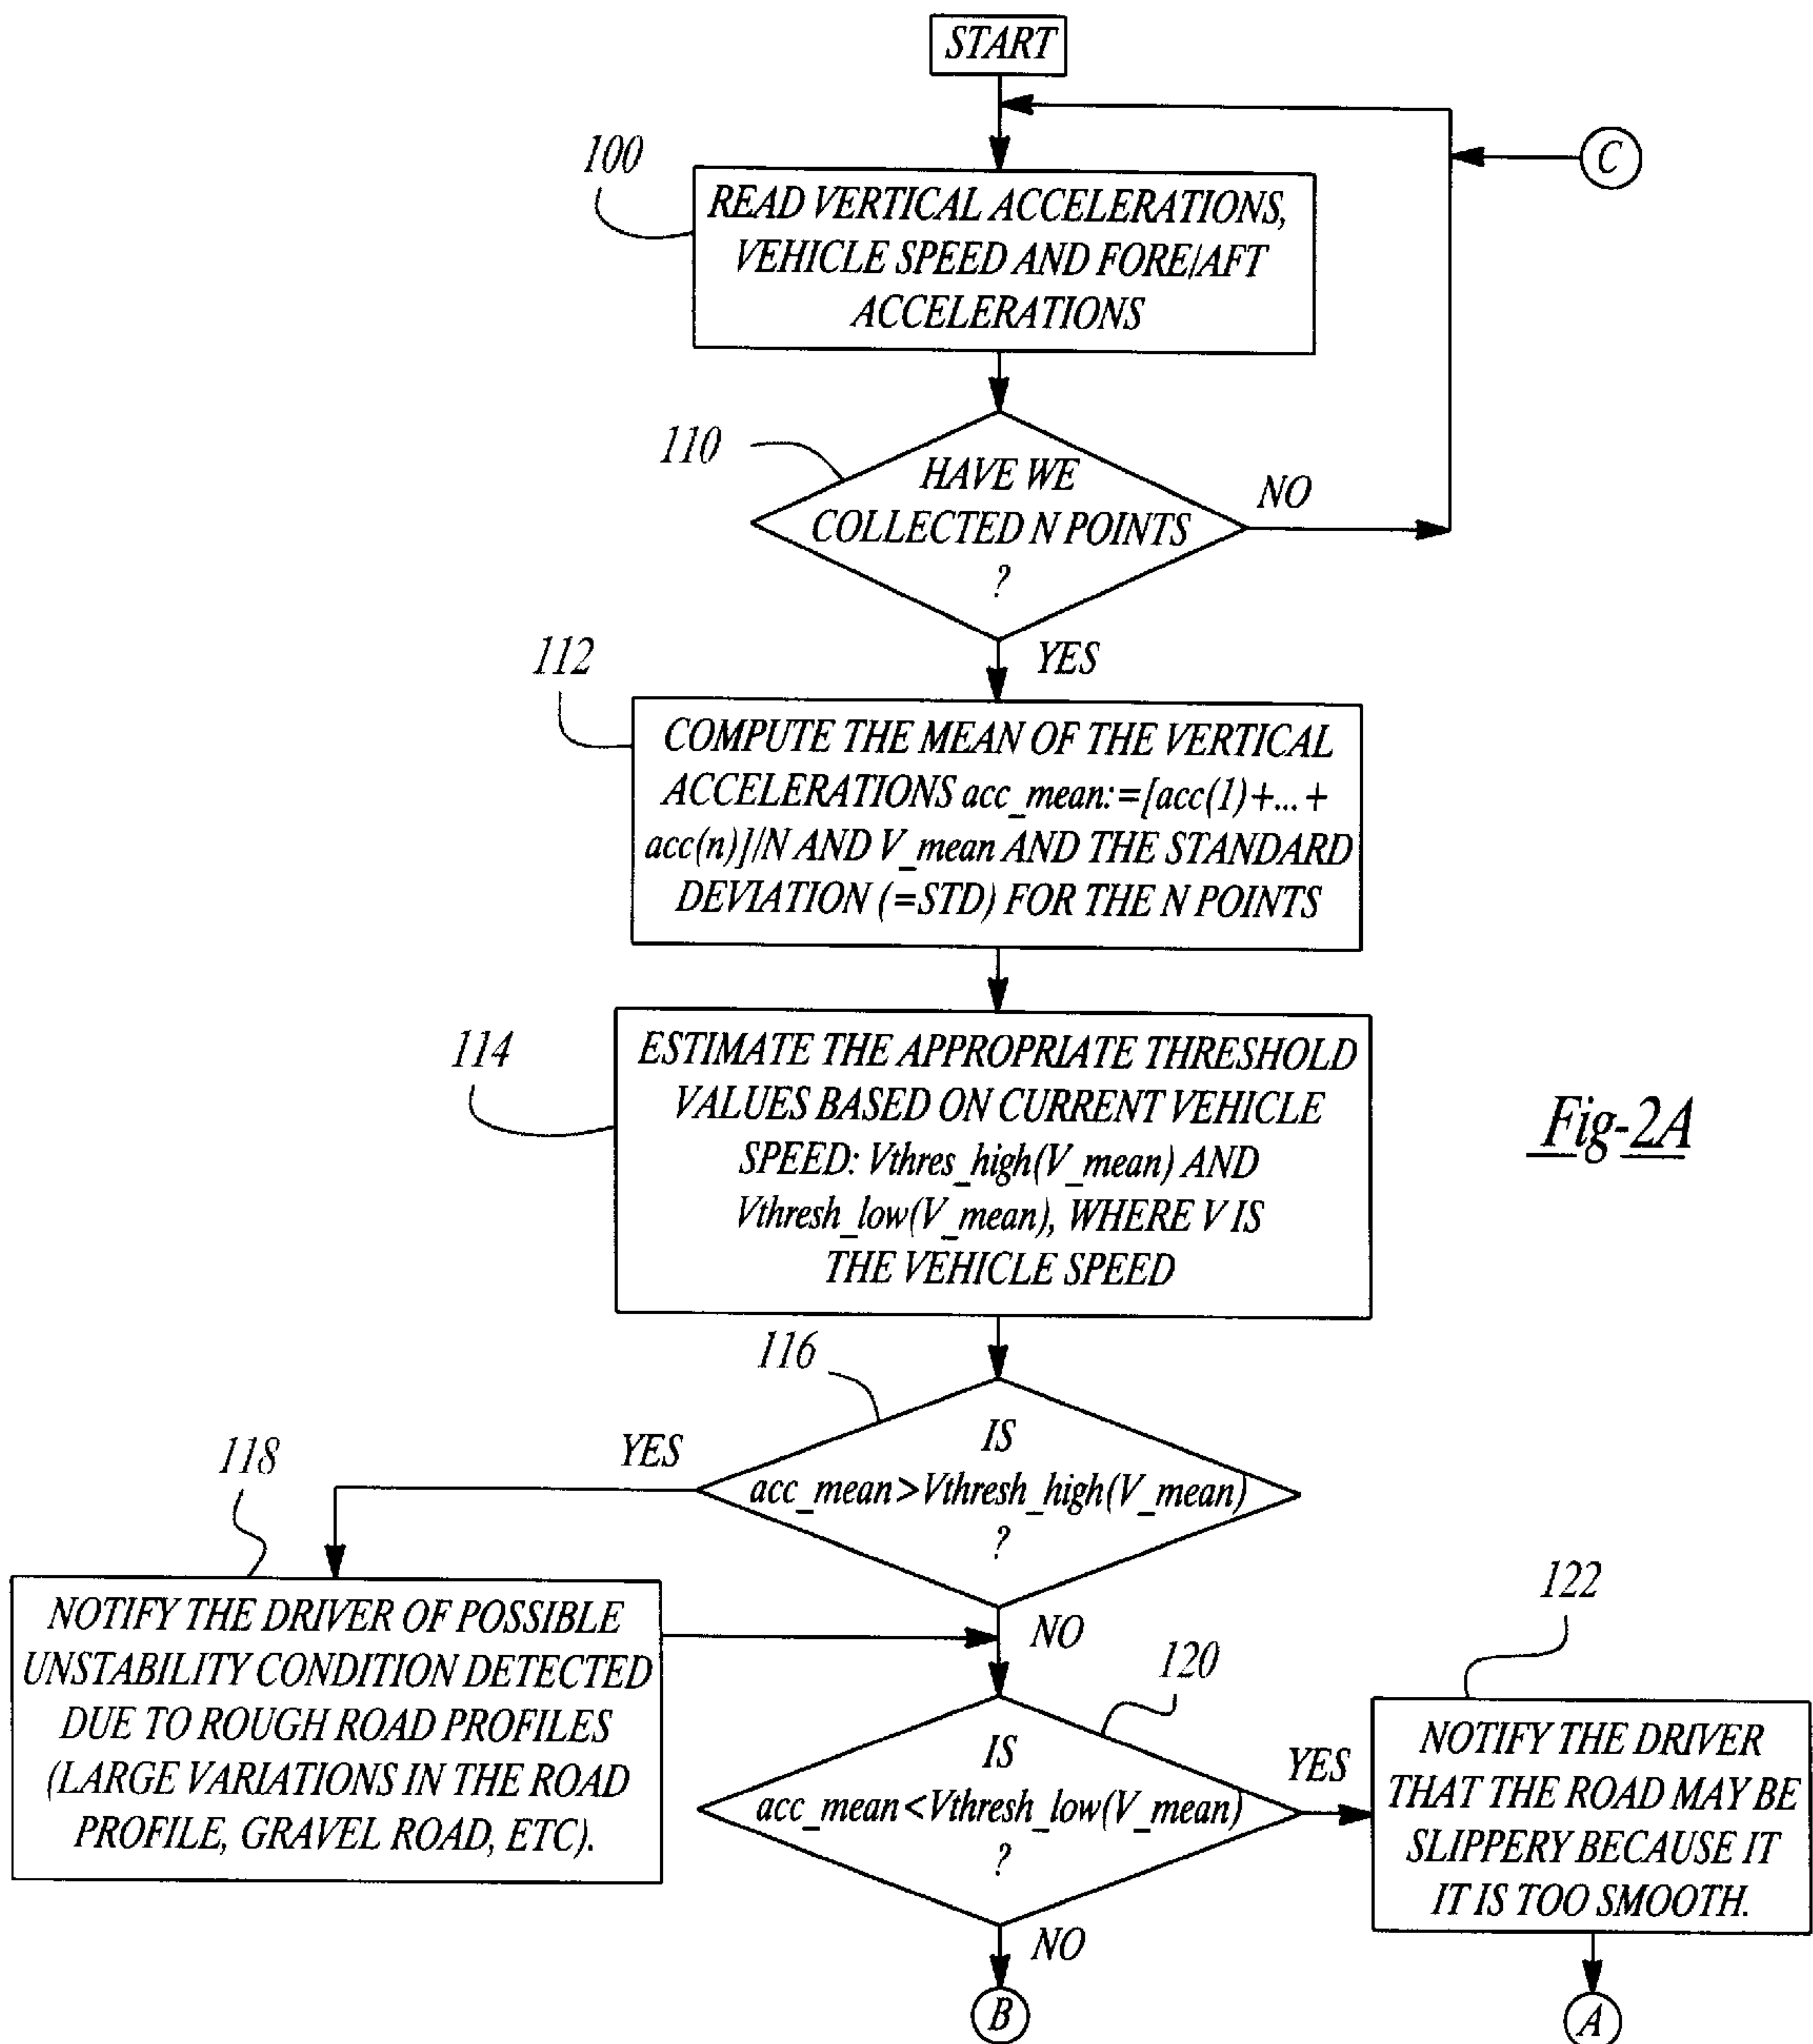 START
C
100
READ VERTICAL ACCELERATIONS,
VEHICLE SPEED AND FORE/AFT
ACCELERATIONS
110
HAVE WE
COLLECTED N POINTS
?
NO
YES
112
COMPUTE THE MEAN OF THE VERTICAL
ACCELERATIONS acc_mean:=[acc(1)+...+
acc(n)]/N AND V_mean AND THE STANDARD
DEVIATION (=STD) FOR THE N POINTS
114
ESTIMATE THE APPROPRIATE THRESHOLD
VALUES BASED ON CURRENT VEHICLE
SPEED: Vthres_high(V_mean) AND
Vthresh_low(V_mean), WHERE V IS
THE VEHICLE SPEED
Fig-2A
116
IS
acc_mean>Vthresh_high(V_mean)
?
YES
NO
118
NOTIFY THE DRIVER OF POSSIBLE
UNSTABILITY CONDITION DETECTED
DUE TO ROUGH ROAD PROFILES
(LARGE VARIATIONS IN THE ROAD
PROFILE, GRAVEL ROAD, ETC).
120
IS
acc_mean<Vthresh_low(V_mean)
?
YES
NO
122
NOTIFY THE DRIVER
THAT THE ROAD MAY BE
SLIPPERY BECAUSE IT
IT IS TOO SMOOTH.
B
A